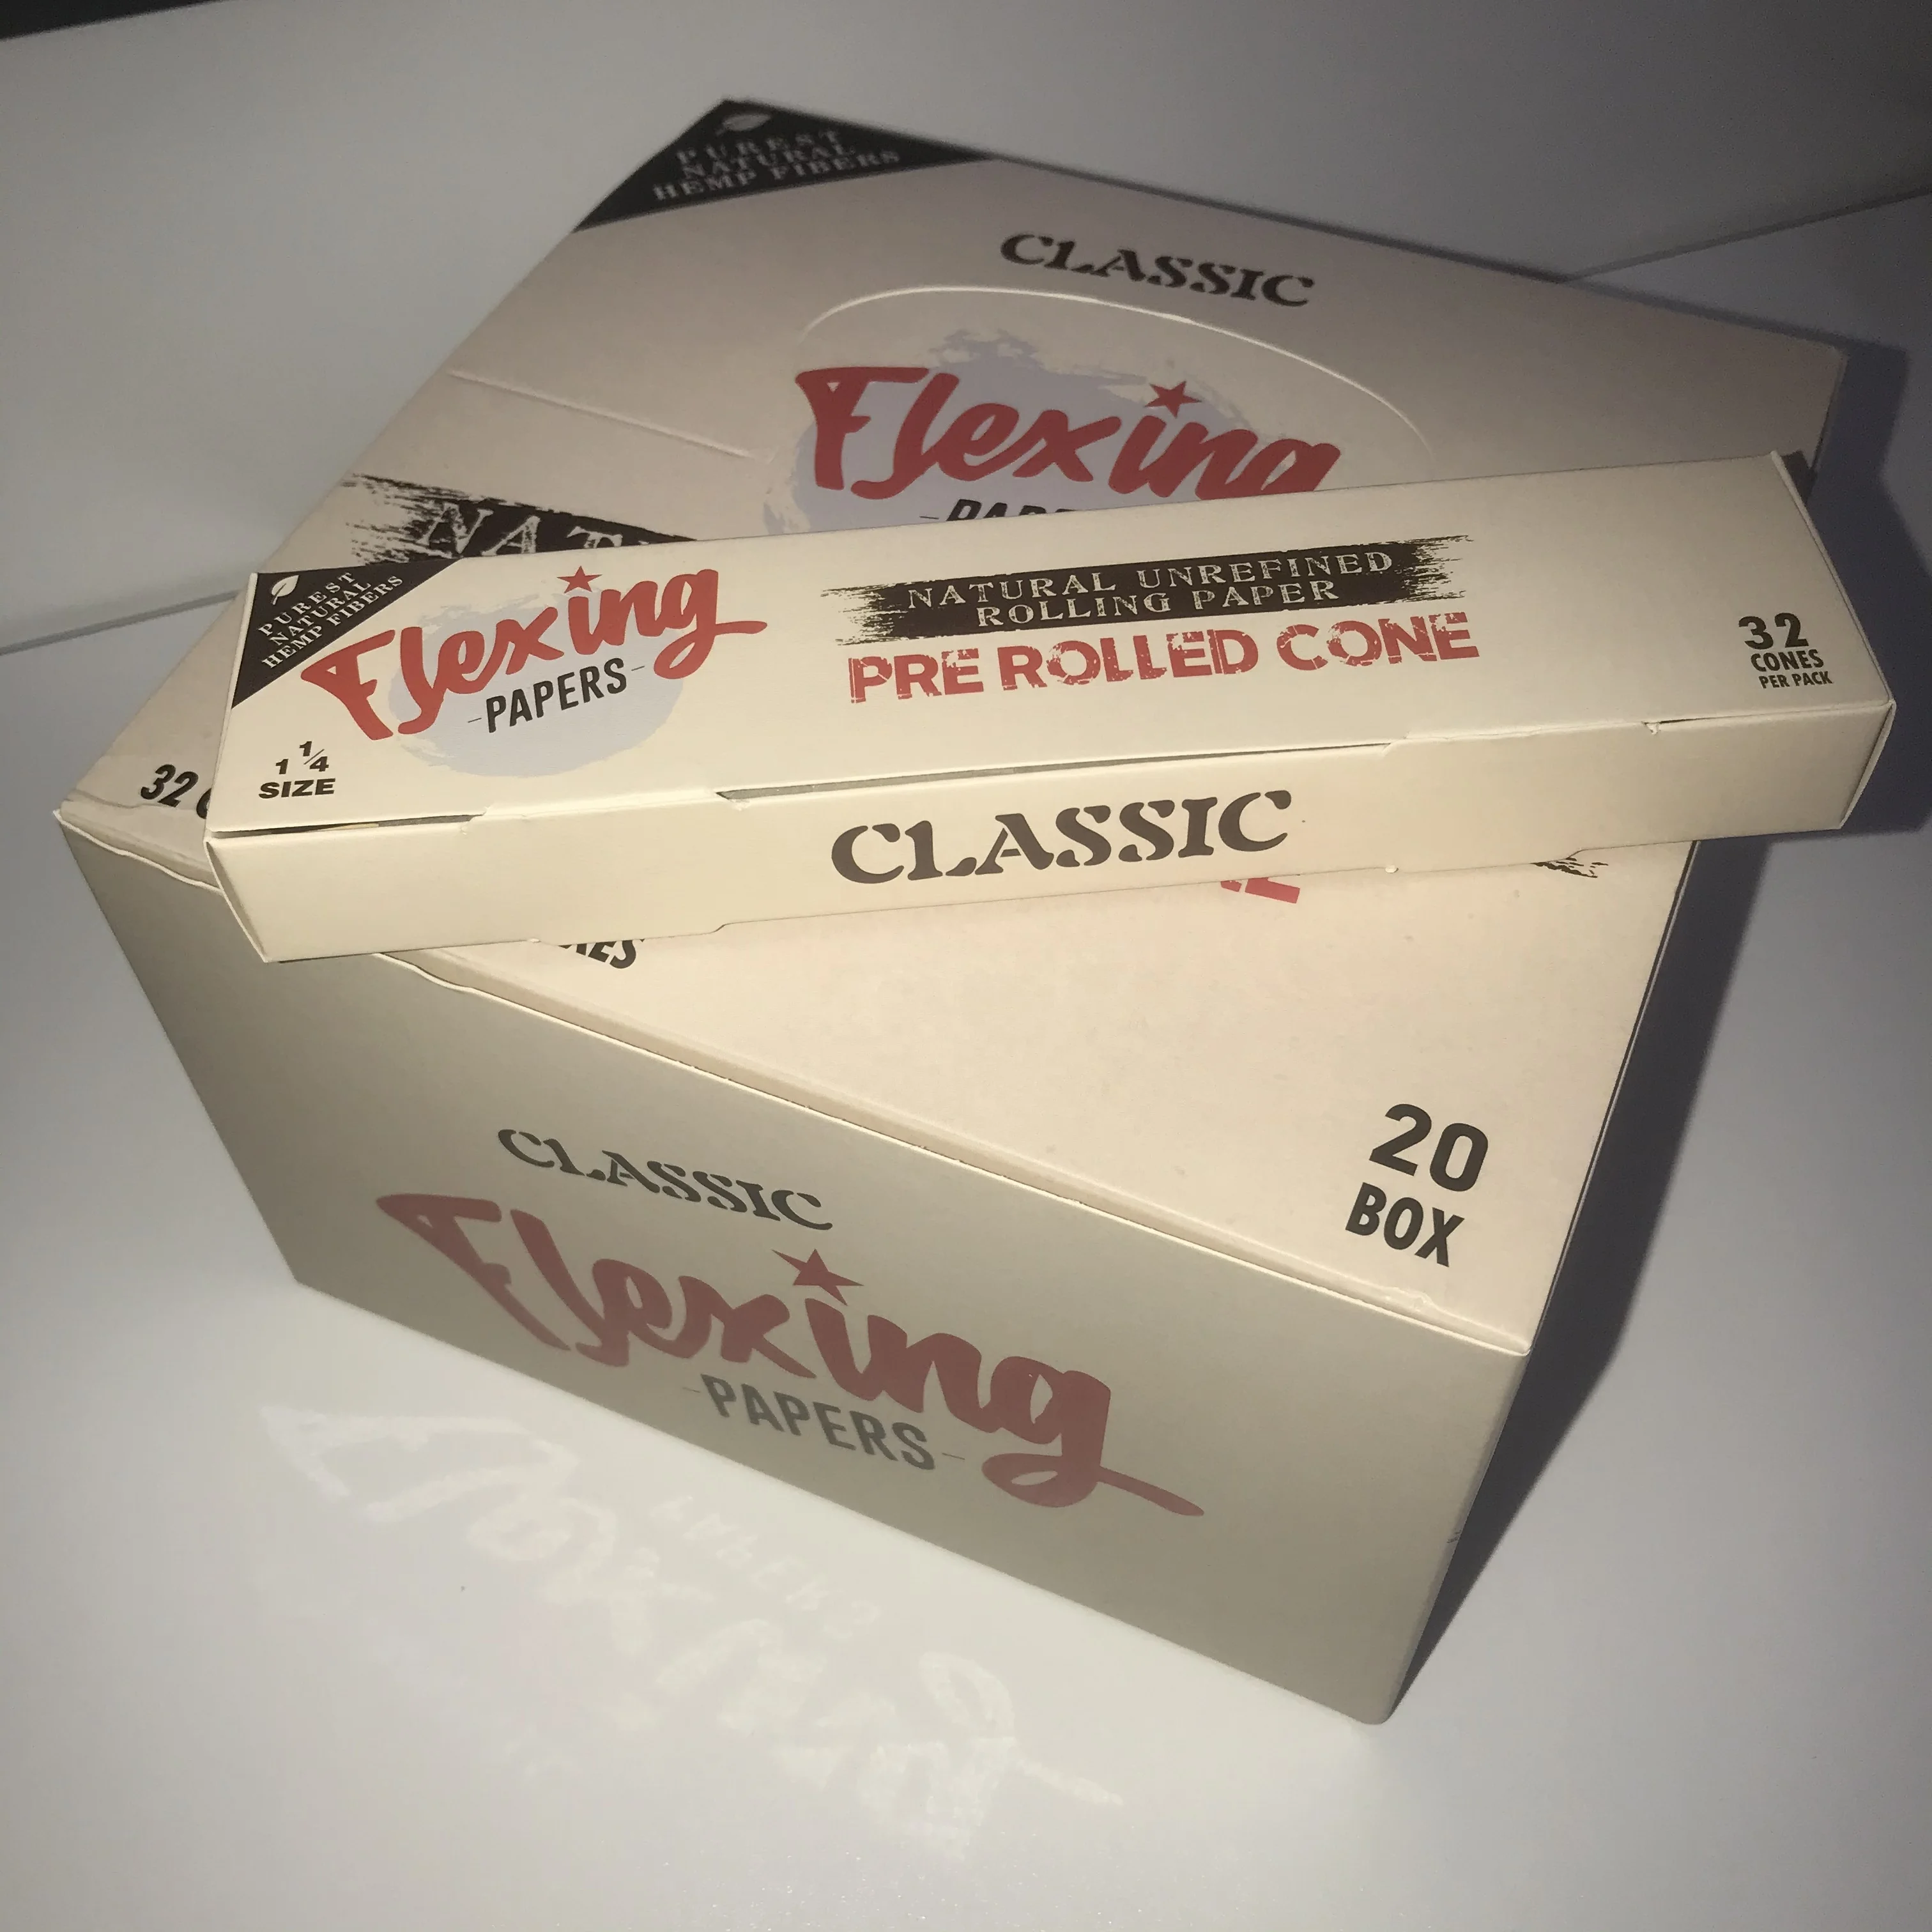 PUREST
NATURAL
HEMP FIBERS
CLASSIC
Flexing
PUREST
NATURAL
HEMP FIBERS
Flexing
-PAPERS-
1 1/4
SIZE
NATURAL UNREFINED
ROLLING PAPER
PRE ROLLED CONE
32
CONES
PER PACK
CLASSIC
32
20
BOX
CLASSIC
Flexing
-PAPERS-